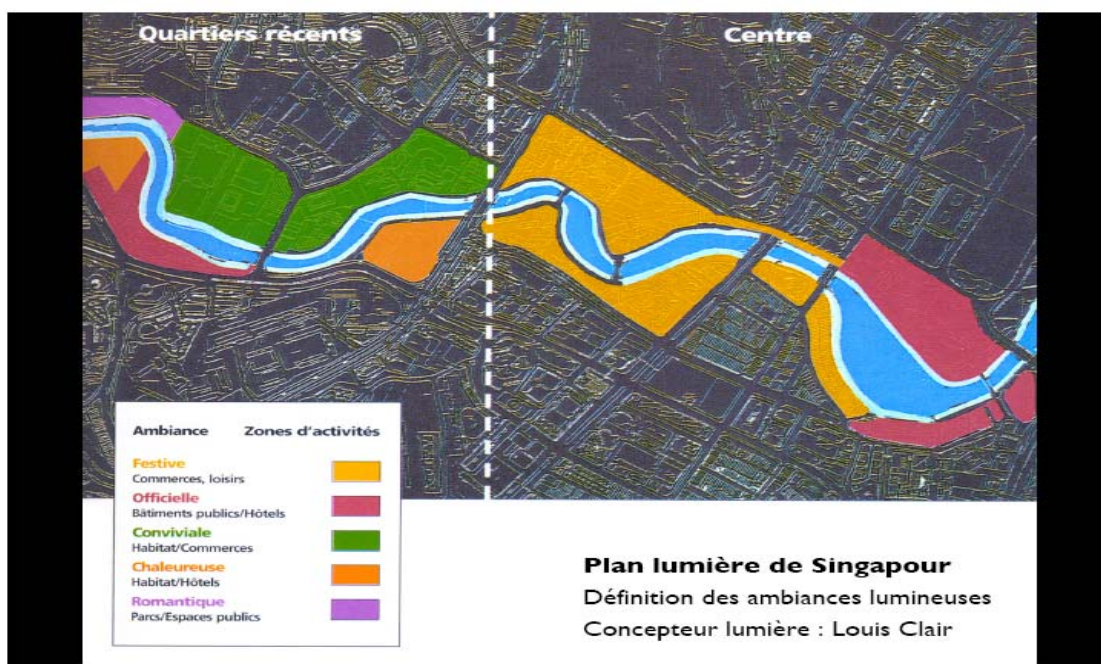 Quartiers récents
Centre
Ambiance Zones d'activités
Festive
Commerces, loisirs
Officielle
Bâtiments publics/Hôtels
Conviviale
Habitat/Commerces
Chaleureuse
Habitat/Hôtels
Romantique
Parcs/Espaces publics
Plan lumière de Singapour
Définition des ambiances lumineuses
Concepteur lumière : Louis Clair